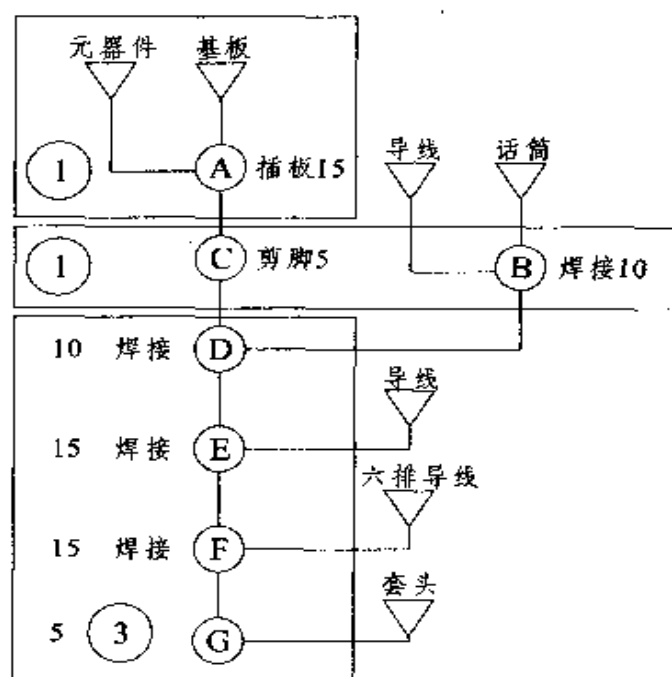 元器件 基板
导线 话筒
1 A 插板15
1 C 剪脚5 B 焊接10
10 焊接 D
导线
15 焊接 E
六排导线
15 焊接 F
套头
5 3 G